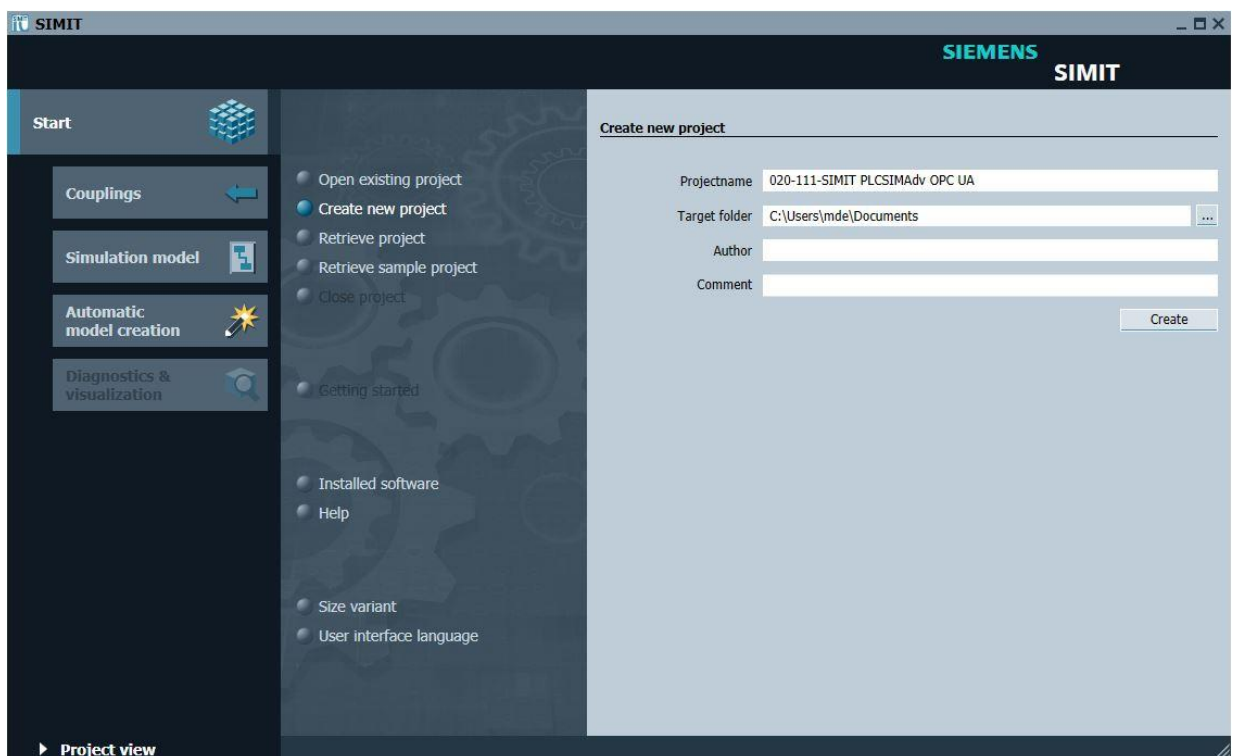 SIMIT
SIEMENS
SIMIT
Start
Couplings
Simulation model
Automatic
model creation
Diagnostics &
visualization
Project view
Open existing project
Create new project
Retrieve project
Retrieve sample project
Close project
Getting started
Installed software
Help
Size variant
User interface language
Create new project
Projectname 020-111-SIMIT PLCSIMAdv OPC UA
Target folder C:\Users\mde\Documents ...
Author
Comment
Create